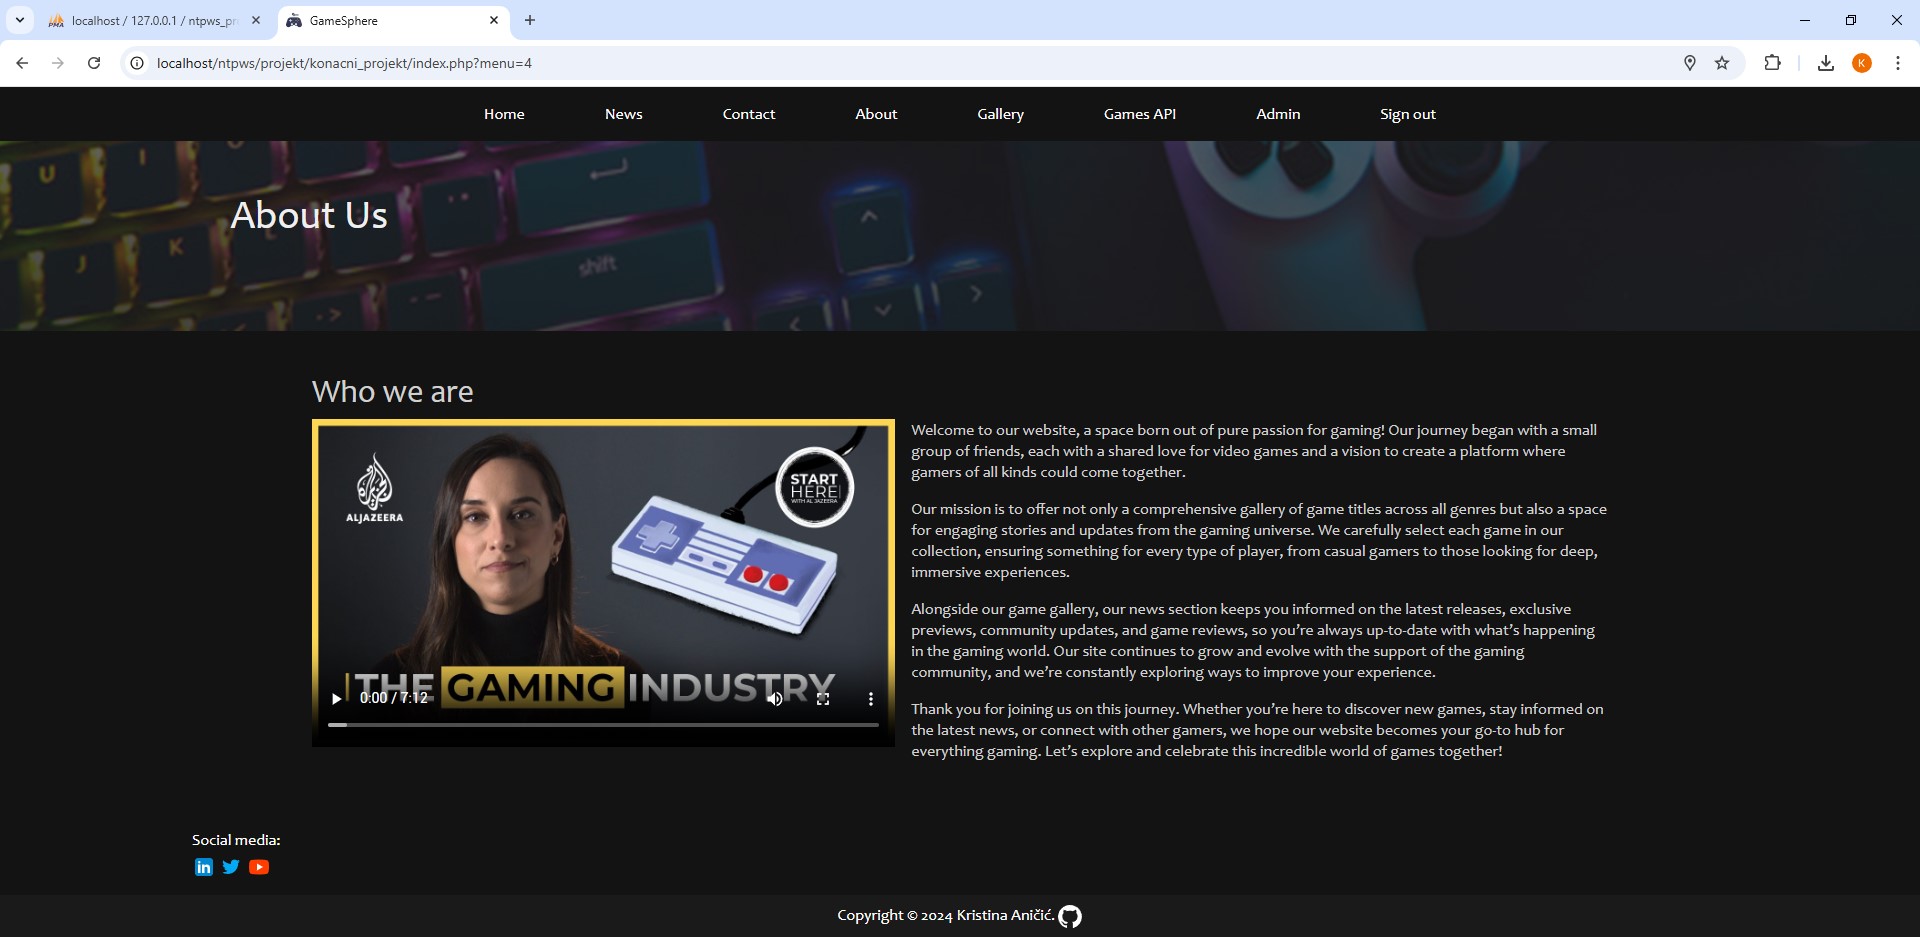 localhost / 127.0.0.1 / ntpws_pr
GameSphere
localhost/ntpws/projekt/konacni_projekt/index.php?menu=4
K
Home News Contact About Gallery Games API Admin Sign out
About Us
U I O
J K
shift
Who we are
ALJAZEERA
START
HERE
WITH AL JAZEERA
THE GAMING INDUSTRY
0:00 / 7:12
Welcome to our website, a space born out of pure passion for gaming! Our journey began with a small
group of friends, each with a shared love for video games and a vision to create a platform where
gamers of all kinds could come together.
Our mission is to offer not only a comprehensive gallery of game titles across all genres but also a space
for engaging stories and updates from the gaming universe. We carefully select each game in our
collection, ensuring something for every type of player, from casual gamers to those looking for deep,
immersive experiences.
Alongside our game gallery, our news section keeps you informed on the latest releases, exclusive
previews, community updates, and game reviews, so you’re always up-to-date with what’s happening
in the gaming world. Our site continues to grow and evolve with the support of the gaming
community, and we’re constantly exploring ways to improve your experience.
Thank you for joining us on this journey. Whether you’re here to discover new games, stay informed on
the latest news, or connect with other gamers, we hope our website becomes your go-to hub for
everything gaming. Let’s explore and celebrate this incredible world of games together!
Social media:
Copyright © 2024 Kristina Aničić.